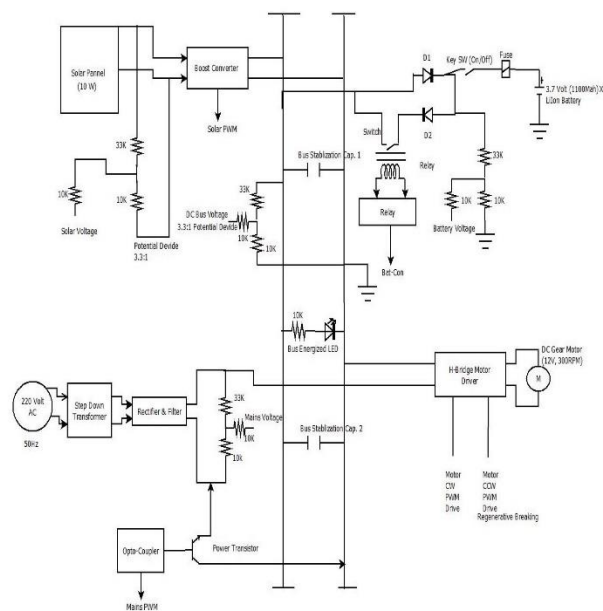 Solar Pannel
(10 W)
Boost Converter
Solar PWM
33K
10K
10K
Solar Voltage
Potential Devide
3.3:1
D1
Key SW (On/Off)
Fuse
3.7 Volt (1180Mah) X
LiIon Battery
D2
Switch
Relay
Relay
Bet-Con
33K
10K
10K
Battery Voltage
Bus Stablization Cap. 1
33K
DC Bus Voltage
3.3:1 Potential Devide
10K
10K
10K
Bus Energized LED
220 Volt
AC
50Hz
Step Down
Transformer
Rectifier & Filter
33K
Mains Voltage
10K
10k
Bus Stablization Cap. 2
H-Bridge Motor
Driver
DC Gear Motor
(12V, 300RPM)
M
Motor
CW
PWM
Drive
Motor
CCW
PWM
Drive
Regenerative Breaking
Opto-Coupler
Power Transistor
Mains PWM